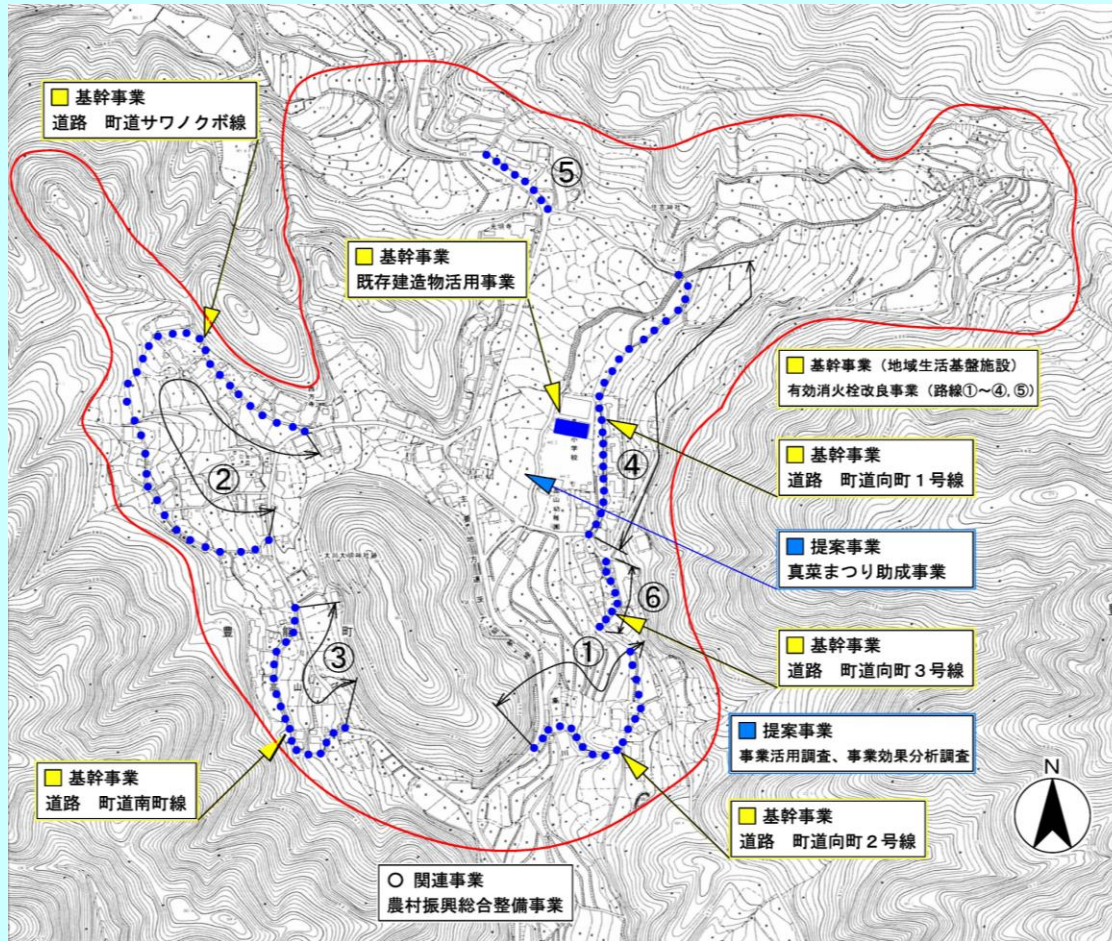 ■ 基幹事業
道路　町道サワノクボ線
⑤
■ 基幹事業
既存建造物活用事業
■ 基幹事業（地域生活基盤施設）
有効消火栓改良事業（路線①～④, ⑤）
■ 基幹事業
道路　町道向町１号線
④
②
小学校
幼稚園
■ 提案事業
真菜まつり助成事業
⑥
①
③
■ 基幹事業
道路　町道向町３号線
■ 提案事業
事業活用調査、事業効果分析調査
■ 基幹事業
道路　町道南町線
■ 基幹事業
道路　町道向町２号線
N
○ 関連事業
農村振興総合整備事業